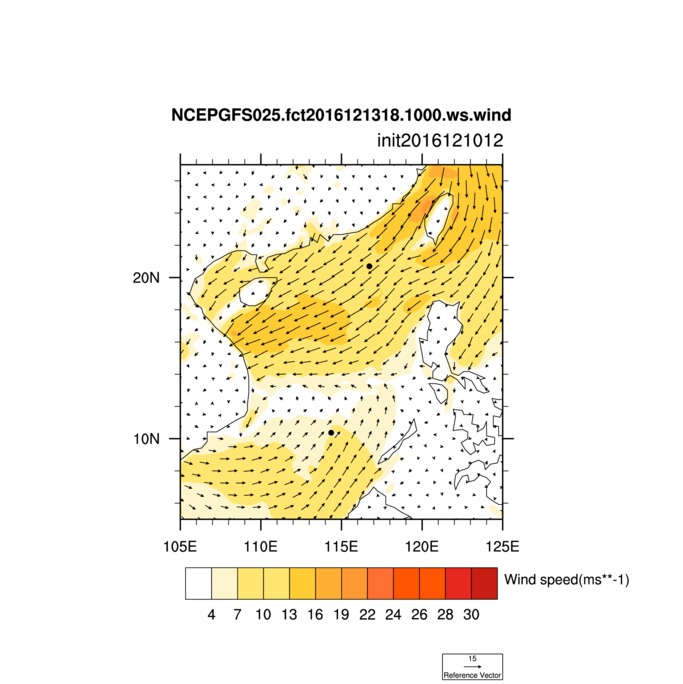 NCEPGFS025.fct2016121318.1000.ws.wind
init2016121012
20N
10N
105E 110E 115E 120E 125E
Wind speed(ms**-1)
4 7 10 13 16 19 22 24 26 28 30
15
Reference Vector